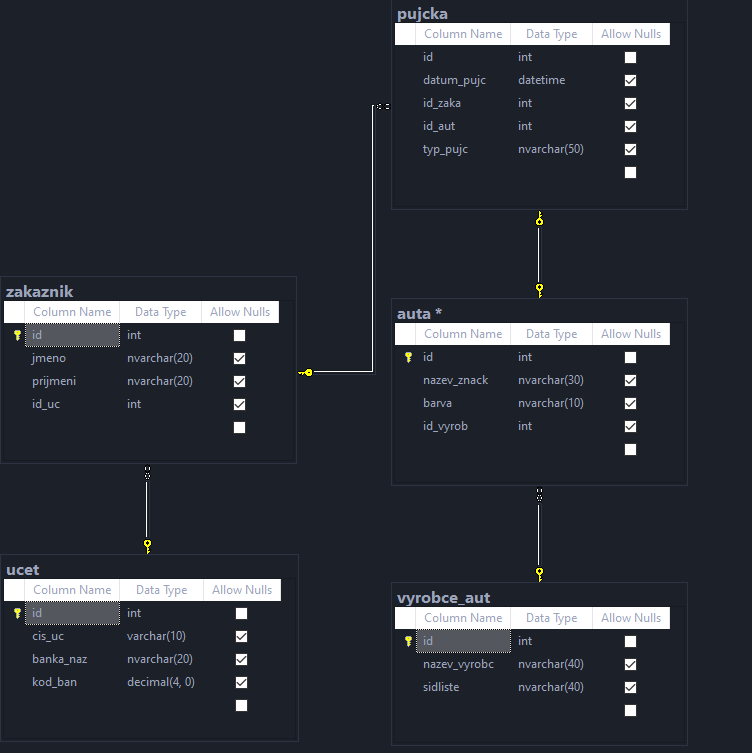 pujcka
Column Name Data Type Allow Nulls
id int
datum_pujc datetime
id_zaka int
id_aut int
typ_pujc nvarchar(50)
zakaznik
Column Name Data Type Allow Nulls
id int
jmeno nvarchar(20)
prijmeni nvarchar(20)
id_uc int
auta *
Column Name Data Type Allow Nulls
id int
nazev_znack nvarchar(30)
barva nvarchar(10)
id_vyrob int
ucet
Column Name Data Type Allow Nulls
id int
cis_uc varchar(10)
banka_naz nvarchar(20)
kod_ban decimal(4, 0)
vyrobce_aut
Column Name Data Type Allow Nulls
id int
nazev_vyrobc nvarchar(40)
sidliste nvarchar(40)